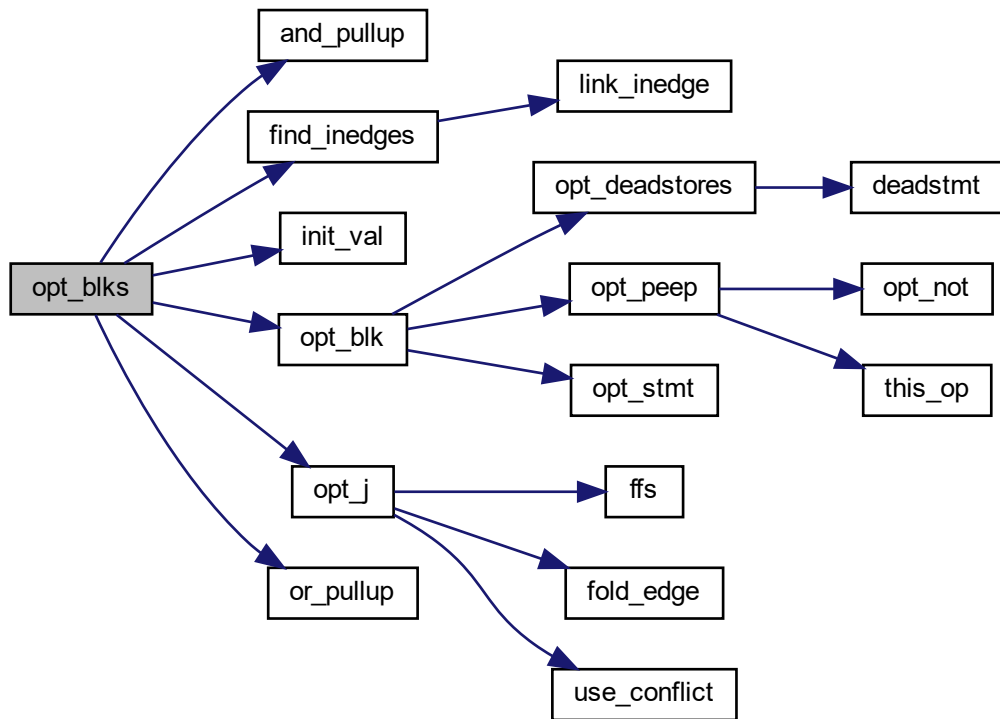 and_pullup
link_inedge
find_inedges
opt_deadstores
deadstmt
init_val
opt_blks
opt_peep
opt_not
opt_blk
opt_stmt
this_op
opt_j
ffs
or_pullup
fold_edge
use_conflict